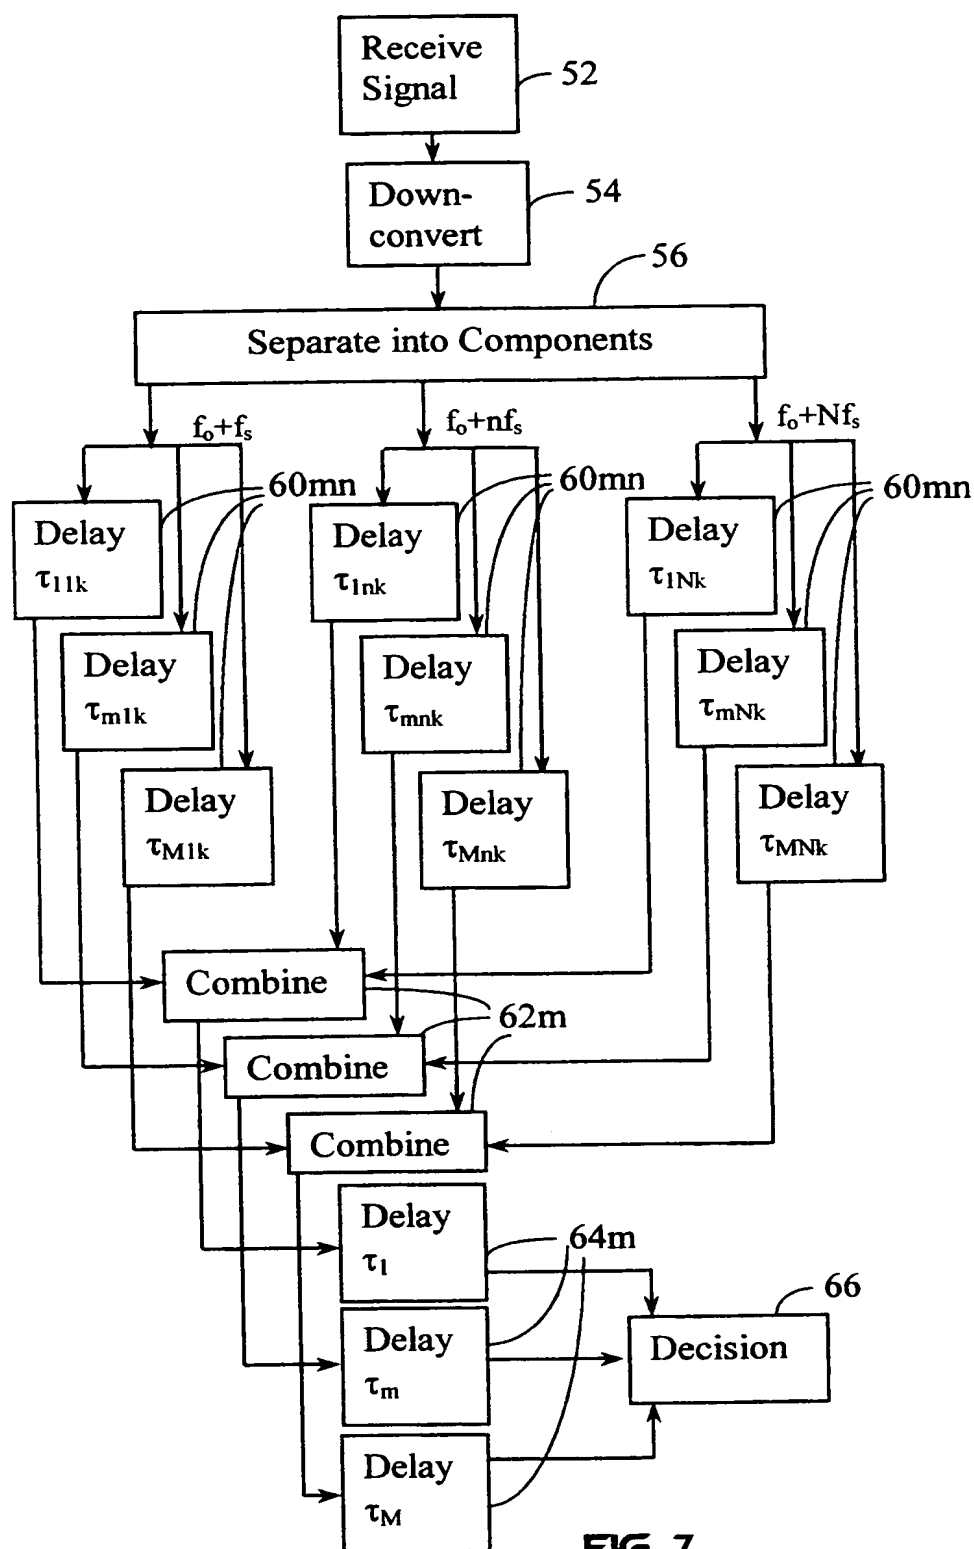 Receive
Signal
52
Down-
convert
54
56
Separate into Components
fo+fs
fo+nfs
fo+Nfs
60mn
60mn
60mn
Delay
τ11k
Delay
τ1nk
Delay
τ1Nk
Delay
τm1k
Delay
τmnk
Delay
τmNk
Delay
τM1k
Delay
τMnk
Delay
τMNk
Combine
62m
Combine
Combine
Delay
τ1
64m
66
Delay
τm
Decision
Delay
τM
FIG. 7